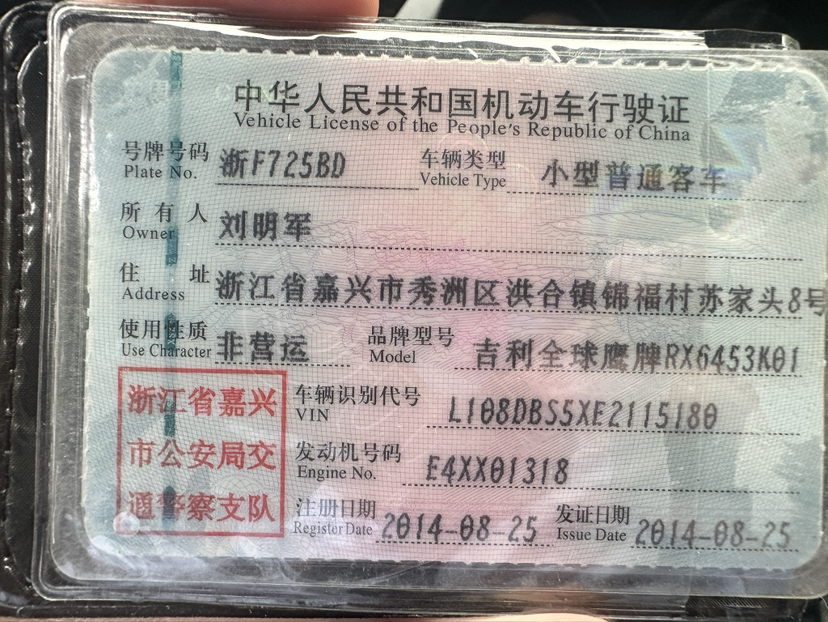 中华人民共和国机动车行驶证
Vehicle License of the People's Republic of China
号牌号码 浙F725BD 车辆类型 小型普通客车
Plate No. Vehicle Type
所有人 刘明军
Owner
住址 浙江省嘉兴市秀洲区洪合镇锦福村苏家头8号
Address
使用性质 非营运 品牌型号 吉利全球鹰牌RX6453K01
Use Character Model
浙江省嘉兴
市公安局交
通警察支队
车辆识别代号 L108DBS5XE2115180
VIN
发动机号码 E4XX01318
Engine No.
注册日期 2014-08-25 发证日期 2014-08-25
Register Date Issue Date